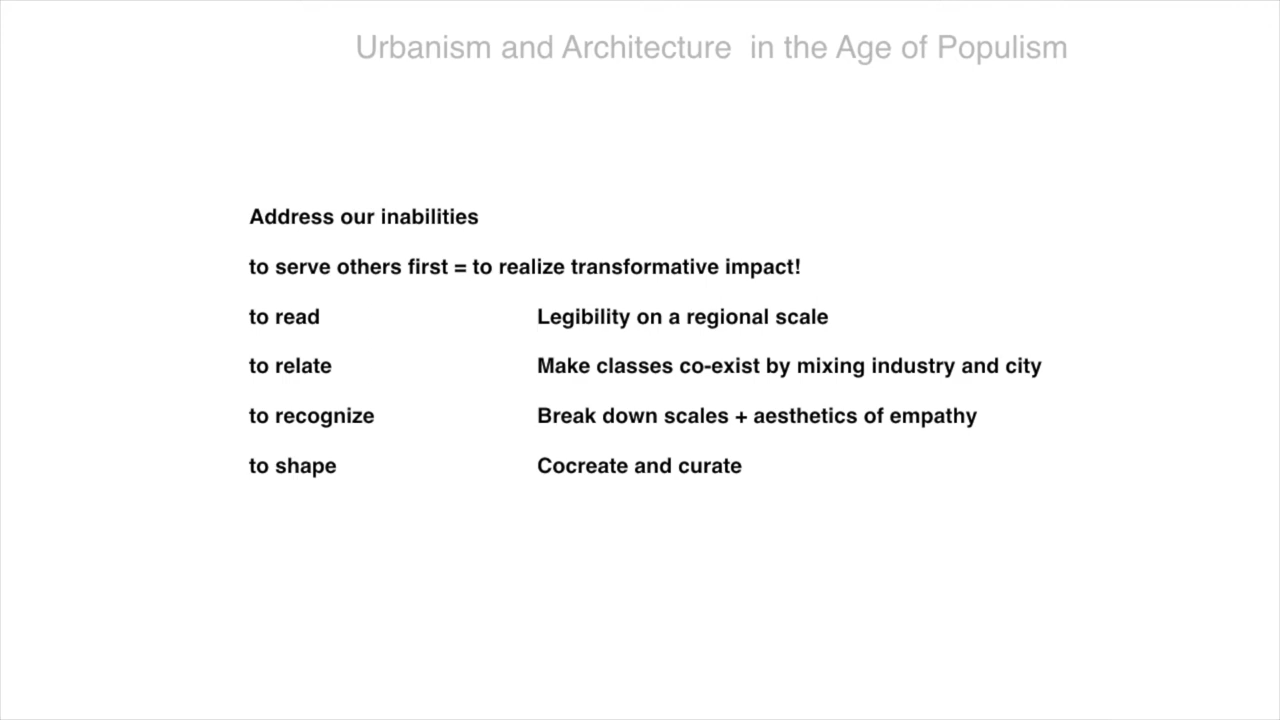 Urbanism and Architecture  in the Age of Populism
Address our inabilities
to serve others first = to realize transformative impact!
to read Legibility on a regional scale
to relate Make classes co-exist by mixing industry and city
to recognize Break down scales + aesthetics of empathy
to shape Cocreate and curate